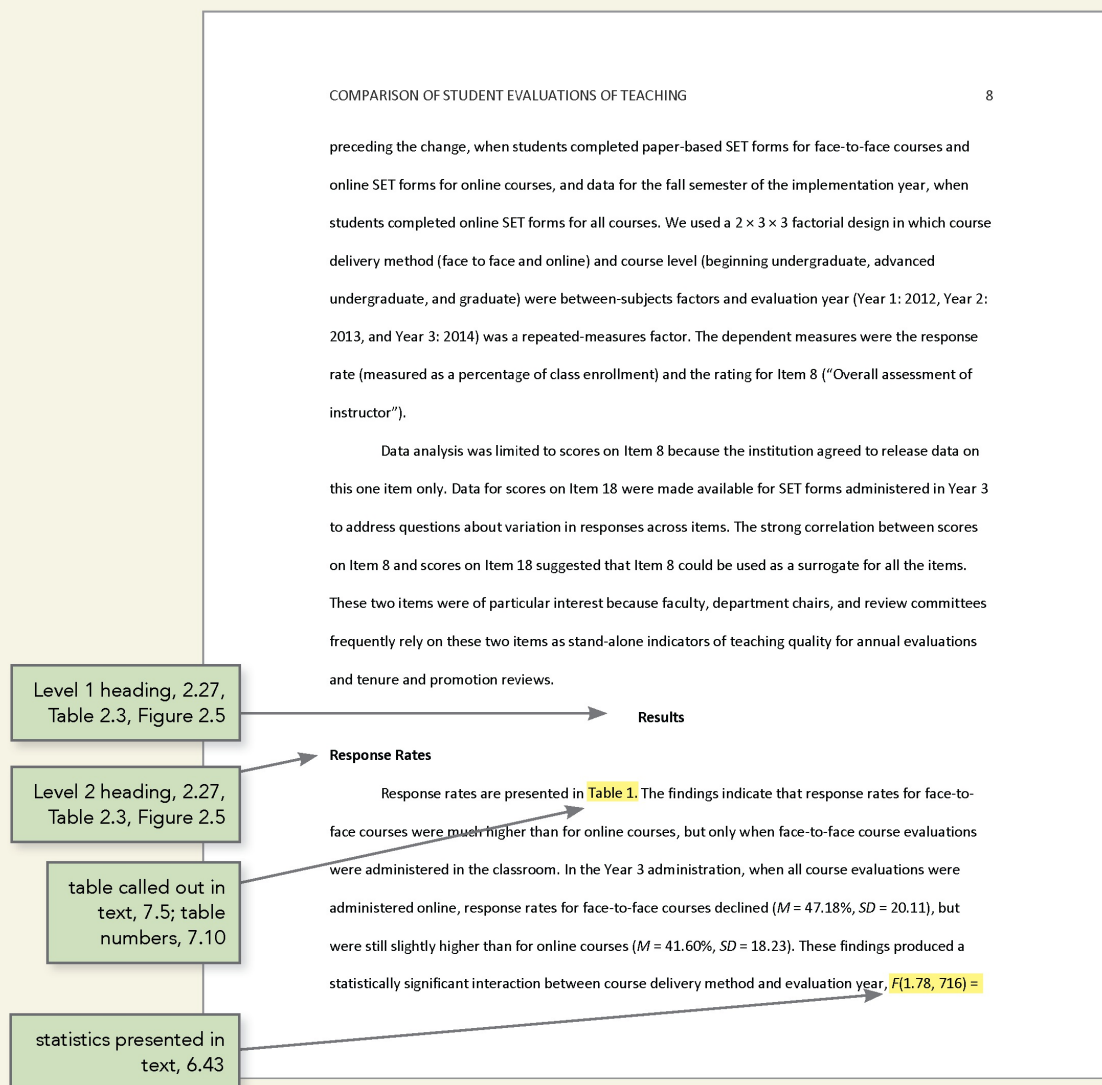 COMPARISON OF STUDENT EVALUATIONS OF TEACHING 8
preceding the change, when students completed paper-based SET forms for face-to-face courses and
online SET forms for online courses, and data for the fall semester of the implementation year, when
students completed online SET forms for all courses. We used a 2 × 3 × 3 factorial design in which course
delivery method (face to face and online) and course level (beginning undergraduate, advanced
undergraduate, and graduate) were between-subjects factors and evaluation year (Year 1: 2012, Year 2:
2013, and Year 3: 2014) was a repeated-measures factor. The dependent measures were the response
rate (measured as a percentage of class enrollment) and the rating for Item 8 (“Overall assessment of
instructor”).
Data analysis was limited to scores on Item 8 because the institution agreed to release data on
this one item only. Data for scores on Item 18 were made available for SET forms administered in Year 3
to address questions about variation in responses across items. The strong correlation between scores
on Item 8 and scores on Item 18 suggested that Item 8 could be used as a surrogate for all the items.
These two items were of particular interest because faculty, department chairs, and review committees
frequently rely on these two items as stand-alone indicators of teaching quality for annual evaluations
and tenure and promotion reviews.
Level 1 heading, 2.27,
Table 2.3, Figure 2.5
Results
Level 2 heading, 2.27,
Table 2.3, Figure 2.5
Response Rates
Response rates are presented in Table 1. The findings indicate that response rates for face-to-
face courses were much higher than for online courses, but only when face-to-face course evaluations
were administered in the classroom. In the Year 3 administration, when all course evaluations were
administered online, response rates for face-to-face courses declined (M = 47.18%, SD = 20.11), but
were still slightly higher than for online courses (M = 41.60%, SD = 18.23). These findings produced a
statistically significant interaction between course delivery method and evaluation year, F(1.78, 716) =
table called out in
text, 7.5; table
numbers, 7.10
statistics presented in
text, 6.43